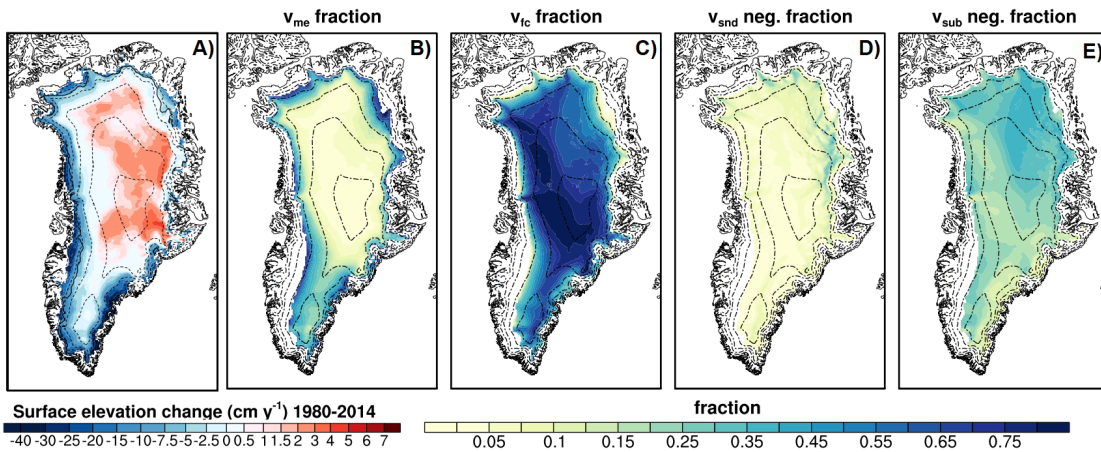 v_me fraction
v_fc fraction
v_snd neg. fraction
v_sub neg. fraction
A)
B)
C)
D)
E)
Surface elevation change (cm y⁻¹) 1980-2014
-40 -30 -25 -20 -15 -10 -7.5 -5 -2.5 0 0.5 1 1.5 2 3 4 5 6 7
fraction
0.05 0.1 0.15 0.25 0.35 0.45 0.55 0.65 0.75